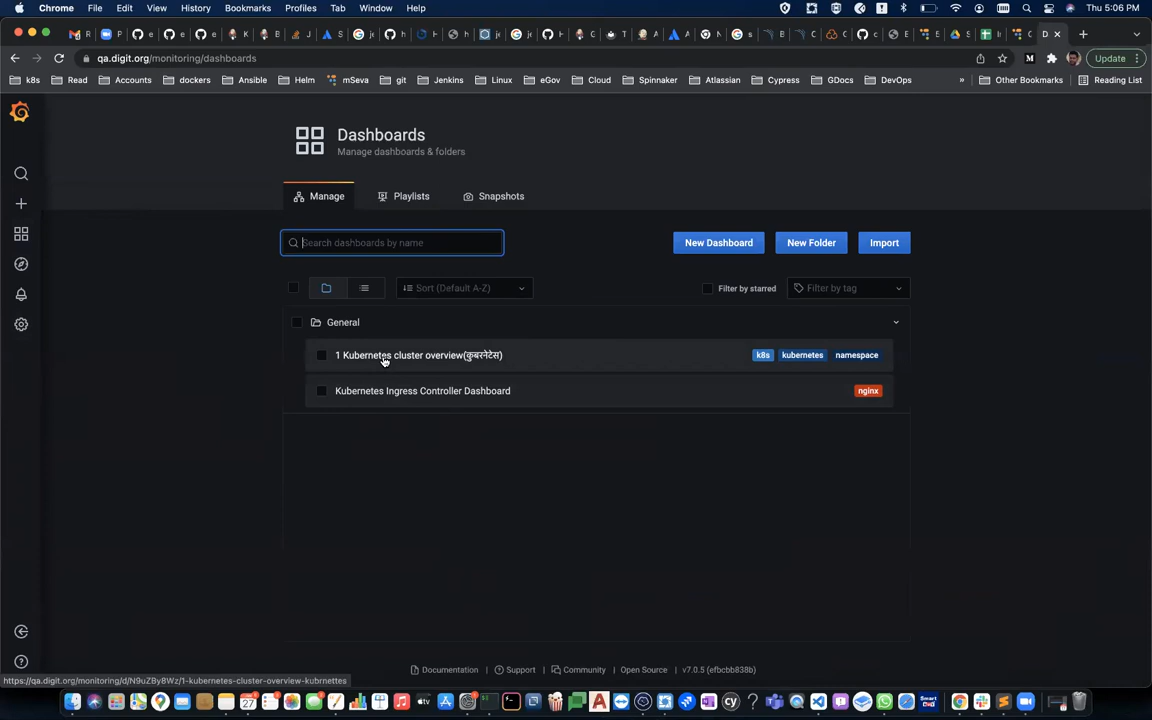 Chrome File Edit View History Bookmarks Profiles Tab Window Help Thu 5:06 PM
qa.digit.org/monitoring/dashboards Update
k8s Read Accounts dockers Ansible Helm mSeva git Jenkins Linux eGov Cloud Spinnaker Atlassian Cypress GDocs DevOps » Other Bookmarks Reading List
Dashboards
Manage dashboards & folders
Manage Playlists Snapshots
Search dashboards by name New Dashboard New Folder Import
Sort (Default A-Z) Filter by starred Filter by tag
General
1 Kubernetes cluster overview(कुबरनेटेस) k8s kubernetes namespace
Kubernetes Ingress Controller Dashboard nginx
Documentation Support Community Open Source v7.0.5 (efbcbb838b)
https://qa.digit.org/monitoring/d/N9uZBy8Wz/1-kubernetes-cluster-overview-kubrnettes